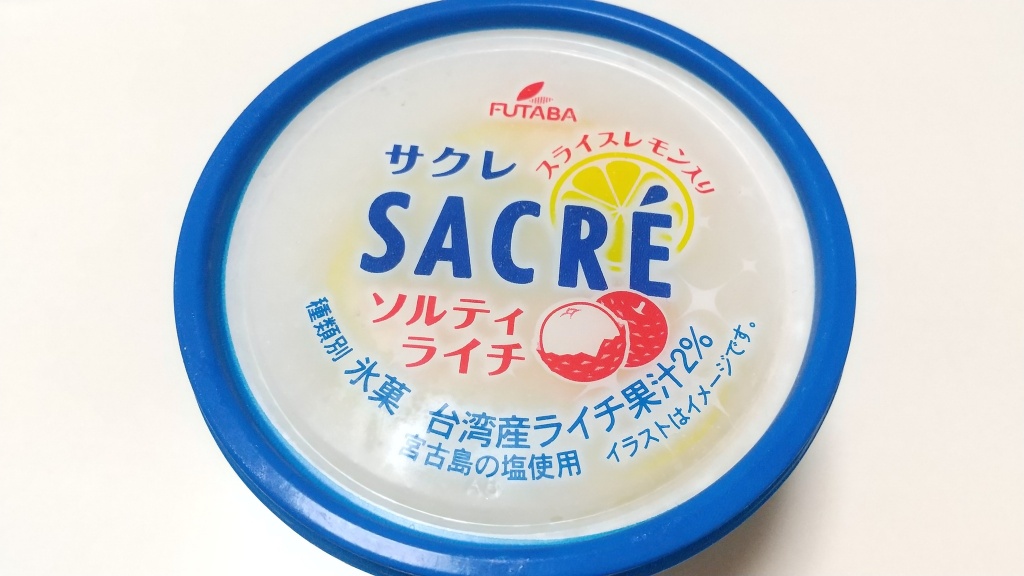 FUTABA
スライスレモン入り
サクレ
SACRÉ
ソルティ
ライチ
種類別 氷菓
台湾産ライチ果汁2%
宮古島の塩使用
イラストはイメージです。